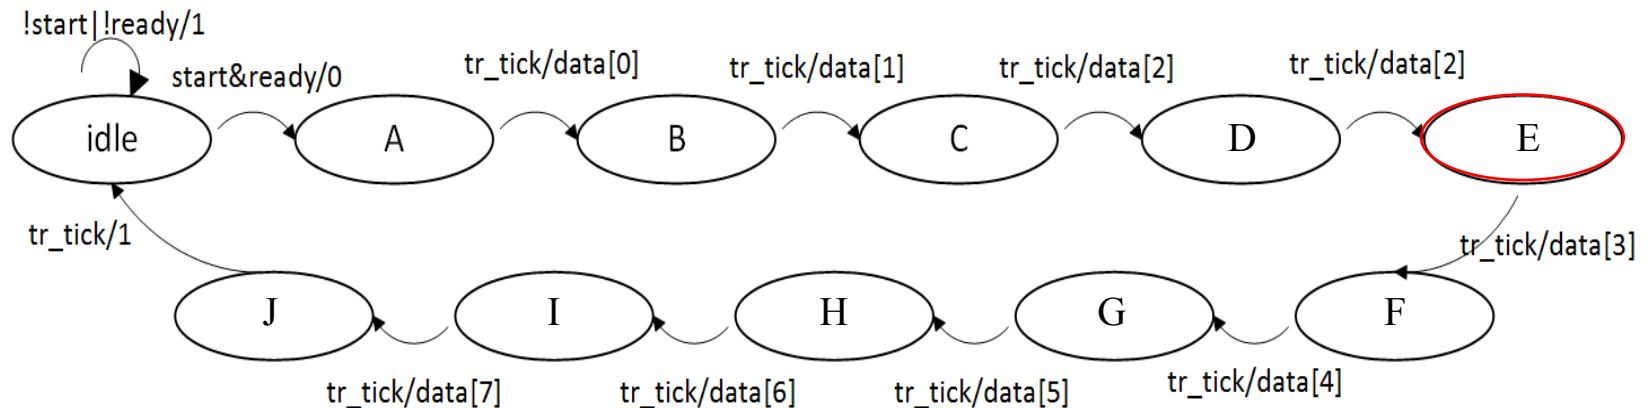 !start|!ready/1
start&ready/0
tr_tick/data[0]
tr_tick/data[1]
tr_tick/data[2]
tr_tick/data[2]
idle
A
B
C
D
E
tr_tick/1
tr_tick/data[3]
J
I
H
G
F
tr_tick/data[7]
tr_tick/data[6]
tr_tick/data[5]
tr_tick/data[4]